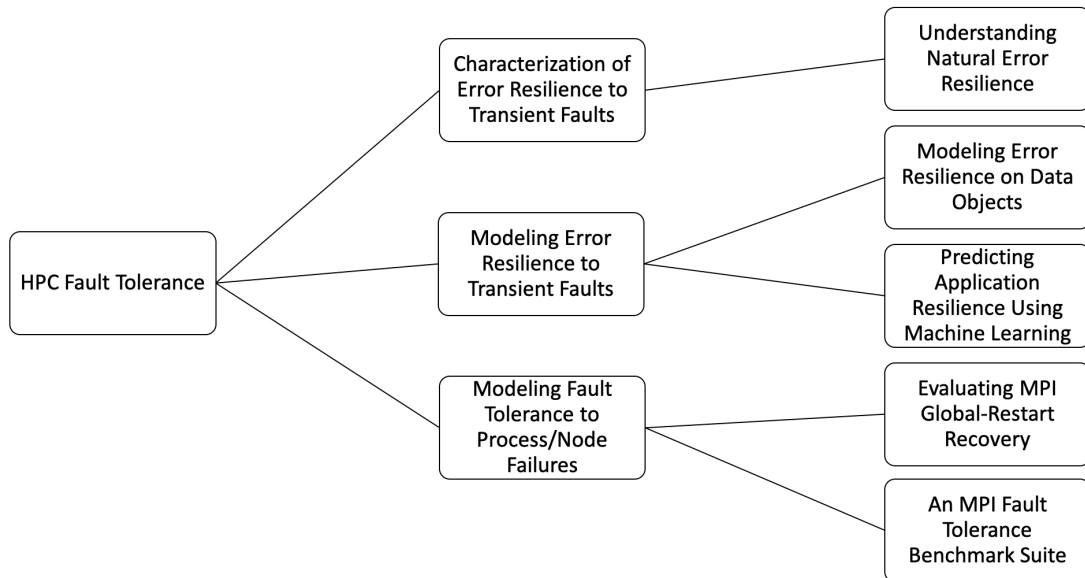 HPC Fault Tolerance
Characterization of
Error Resilience to
Transient Faults
Modeling Error
Resilience to
Transient Faults
Modeling Fault
Tolerance to
Process/Node
Failures
Understanding
Natural Error
Resilience
Modeling Error
Resilience on Data
Objects
Predicting
Application
Resilience Using
Machine Learning
Evaluating MPI
Global-Restart
Recovery
An MPI Fault
Tolerance
Benchmark Suite